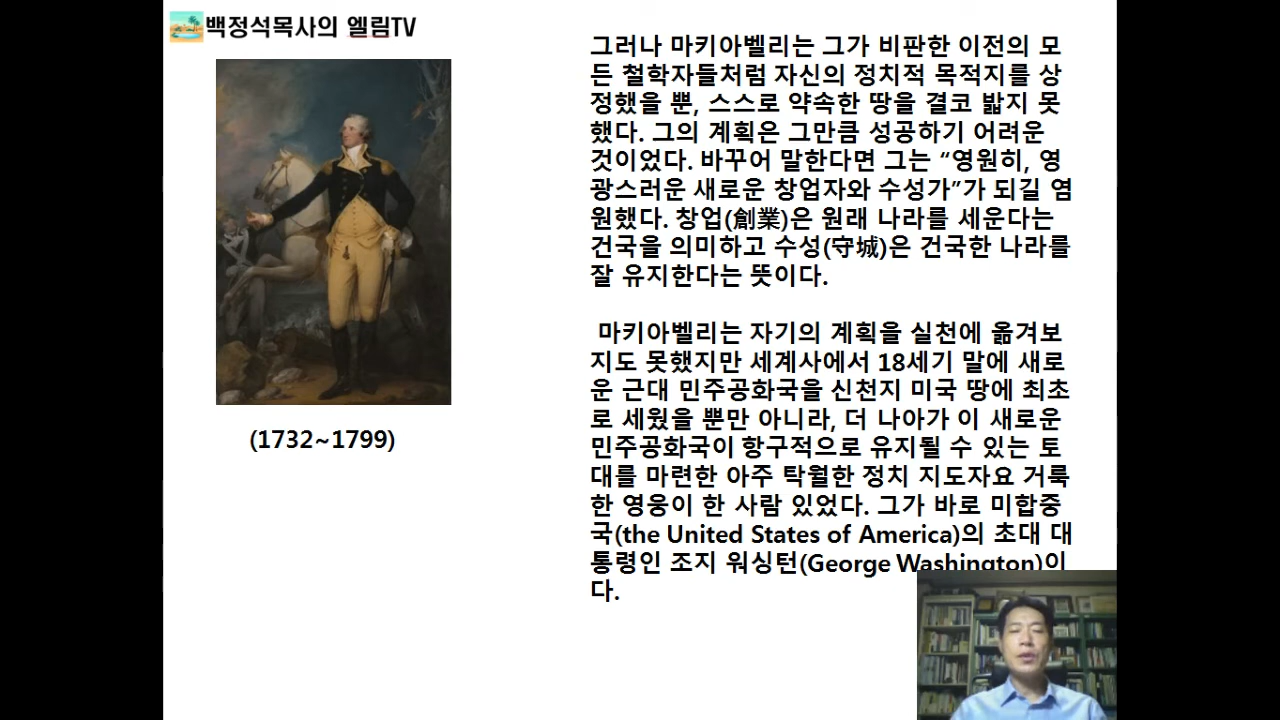 백정석목사의 엘림TV
(1732~1799)
그러나 마키아벨리는 그가 비판한 이전의 모
든 철학자들처럼 자신의 정치적 목적지를 상
정했을 뿐, 스스로 약속한 땅을 결코 밟지 못
했다. 그의 계획은 그만큼 성공하기 어려운
것이었다. 바꾸어 말한다면 그는 “영원히, 영
광스러운 새로운 창업자와 수성가”가 되길 염
원했다. 창업(創業)은 원래 나라를 세운다는
건국을 의미하고 수성(守城)은 건국한 나라를
잘 유지한다는 뜻이다.
마키아벨리는 자기의 계획을 실천에 옮겨보
지도 못했지만 세계사에서 18세기 말에 새로
운 근대 민주공화국을 신천지 미국 땅에 최초
로 세웠을 뿐만 아니라, 더 나아가 이 새로운
민주공화국이 항구적으로 유지될 수 있는 토
대를 마련한 아주 탁월한 정치 지도자요 거룩
한 영웅이 한 사람 있었다. 그가 바로 미합중
국(the United States of America)의 초대 대
통령인 조지 워싱턴(George Washington)이
다.